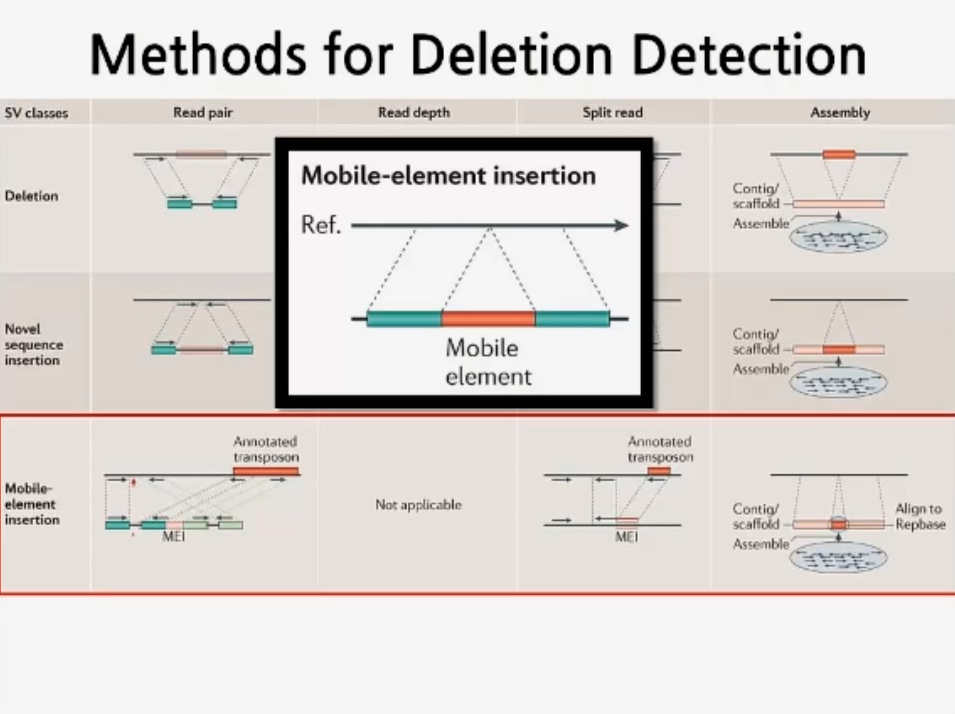 Methods for Deletion Detection
SV classes
Read pair
Read depth
Split read
Assembly
Deletion
Contig/
scaffold
Assemble
Mobile-element insertion
Ref.
Mobile
element
Novel
sequence
insertion
Contig/
scaffold
Assemble
Mobile-
element
insertion
Annotated
transposon
MEI
Not applicable
Annotated
transposon
MEI
Contig/
scaffold
Assemble
Align to
Repbase